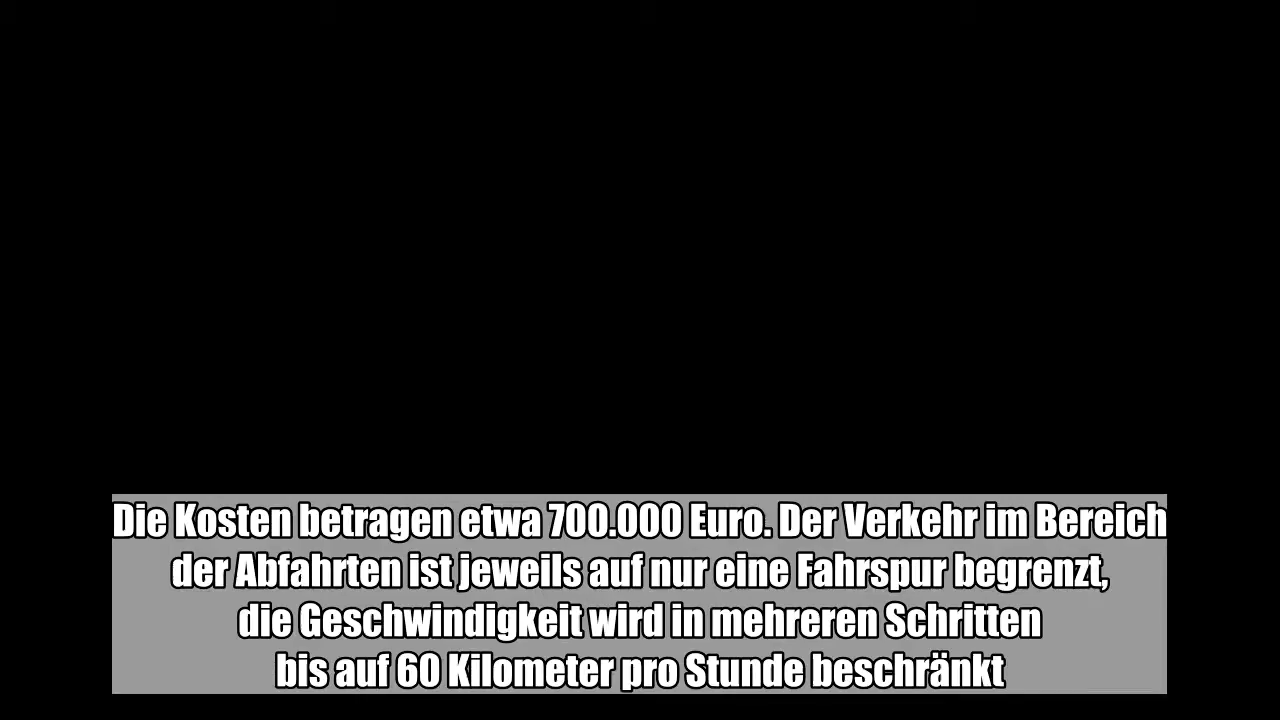 Die Kosten betragen etwa 700.000 Euro. Der Verkehr im Bereich
der Abfahrten ist jeweils auf nur eine Fahrspur begrenzt,
die Geschwindigkeit wird in mehreren Schritten
bis auf 60 Kilometer pro Stunde beschränkt